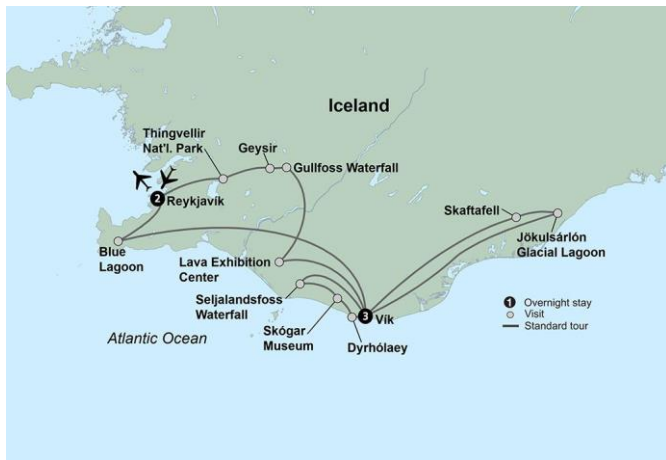 Iceland
Thingvellir
Nat'l. Park
Geysir
Gullfoss Waterfall
2
Reykjavík
Skaftafell
Jökulsárlón
Glacial Lagoon
Blue
Lagoon
Lava Exhibition
Center
Seljalandsfoss
Waterfall
Skógar
Museum
3
Vík
Dyrhólaey
Atlantic Ocean
1 Overnight stay
Visit
Standard tour